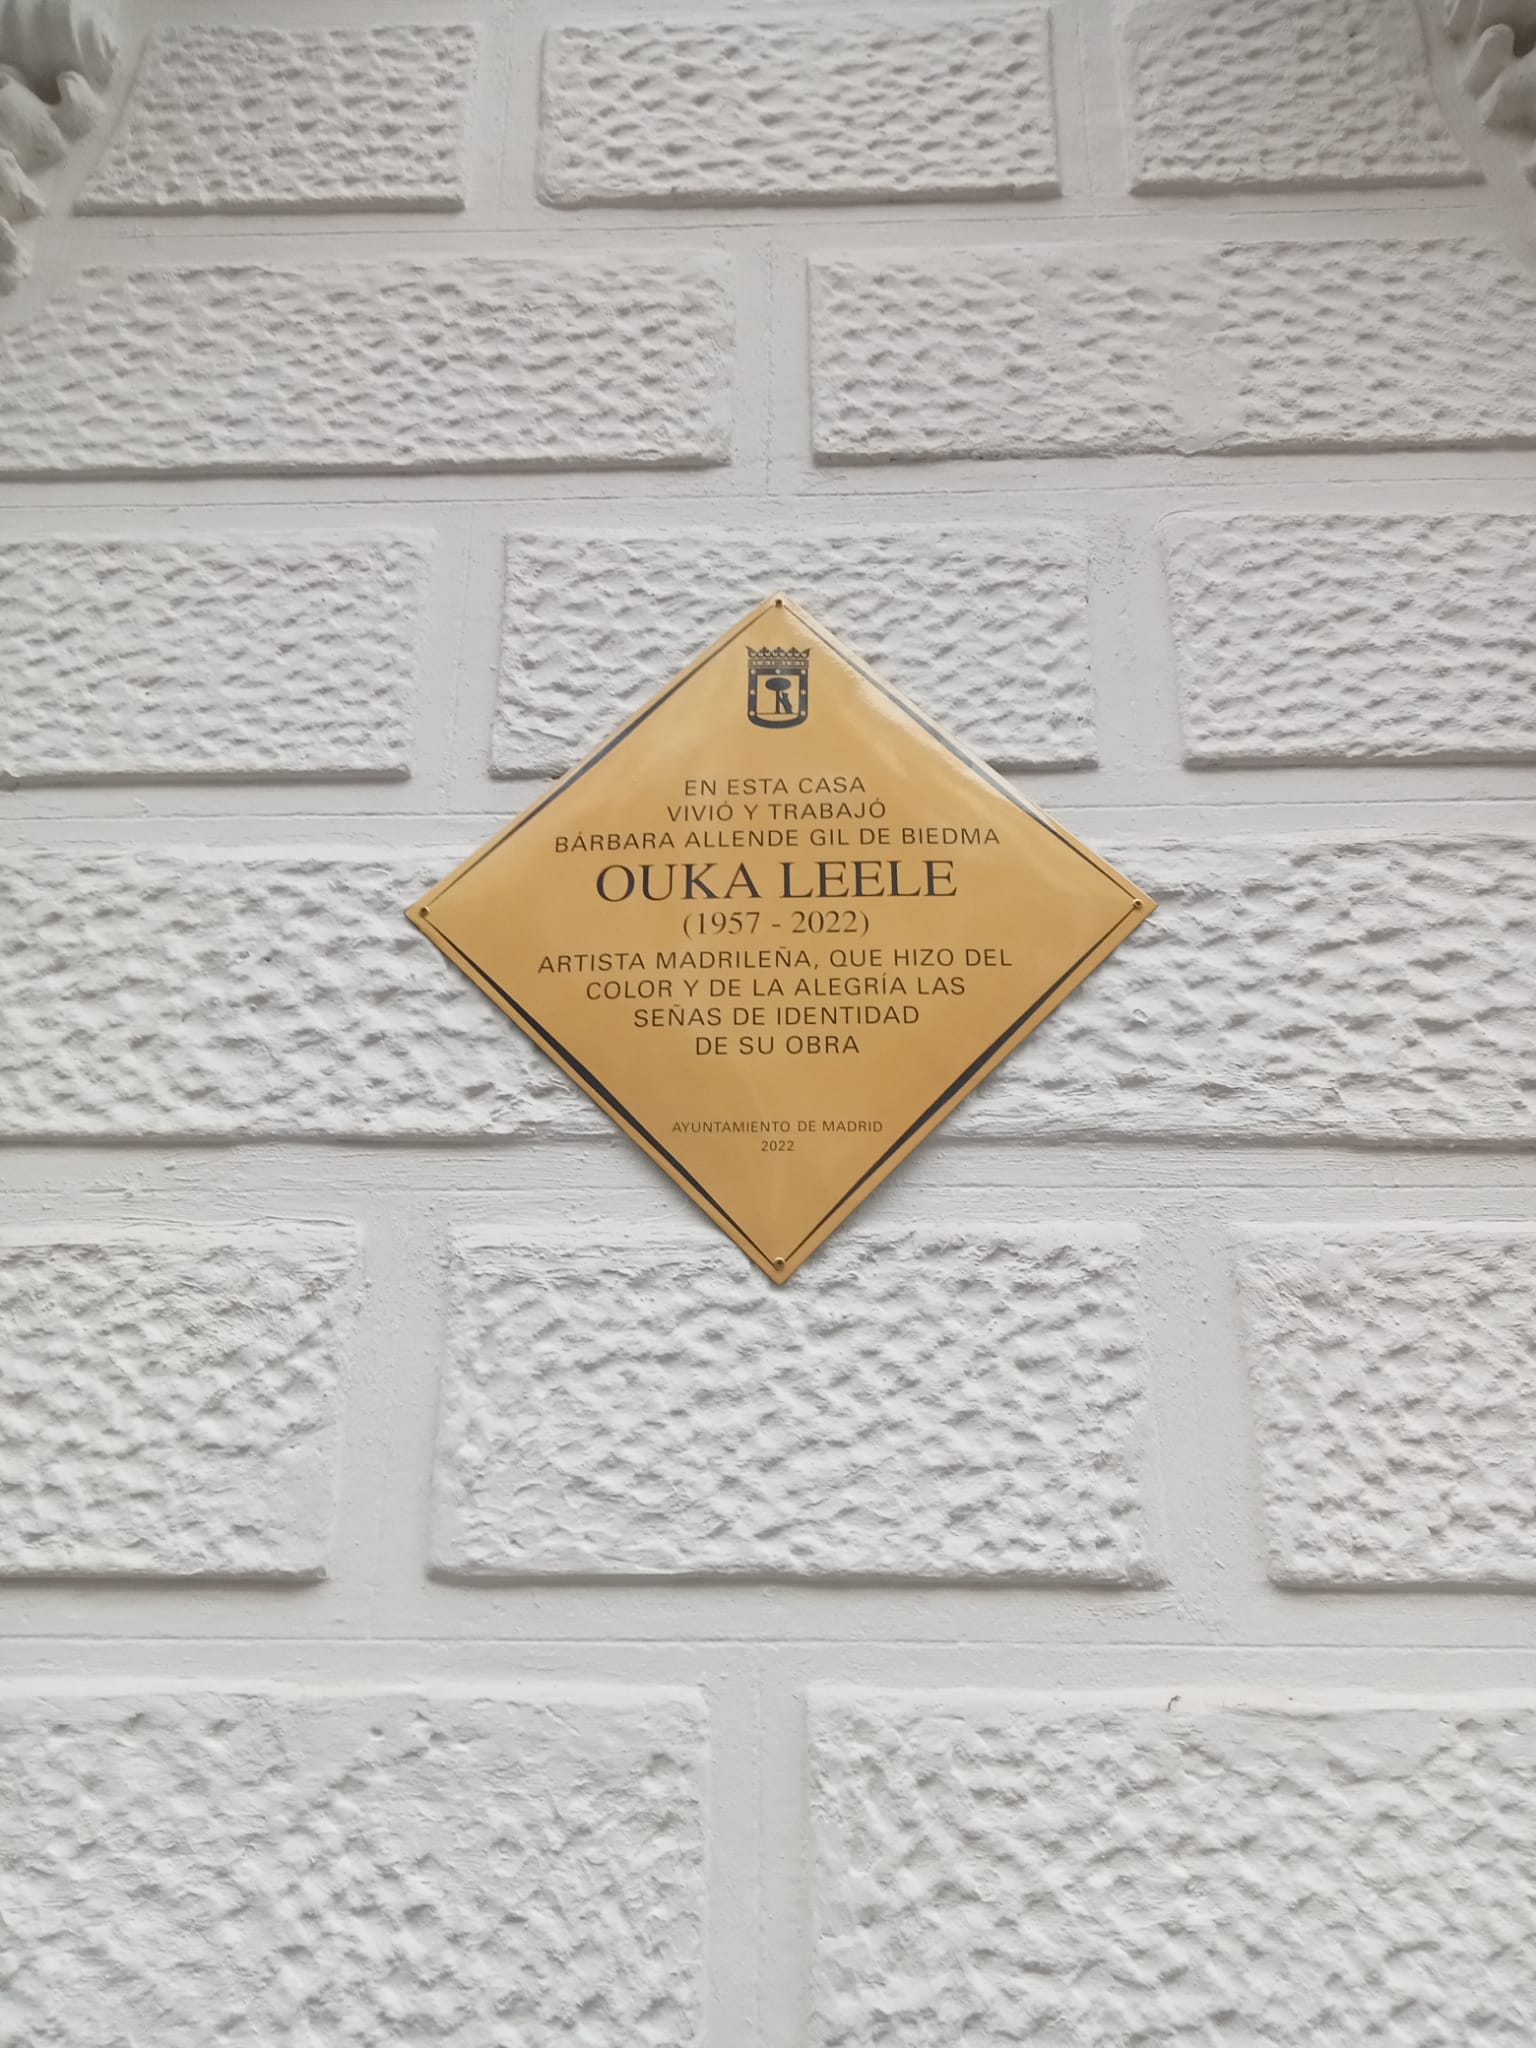 EN ESTA CASA
VIVIÓ Y TRABAJÓ
BÁRBARA ALLENDE GIL DE BIEDMA
OUKA LEELE
(1957 - 2022)
ARTISTA MADRILEÑA, QUE HIZO DEL
COLOR Y DE LA ALEGRÍA LAS
SEÑAS DE IDENTIDAD
DE SU OBRA
AYUNTAMIENTO DE MADRID
2022